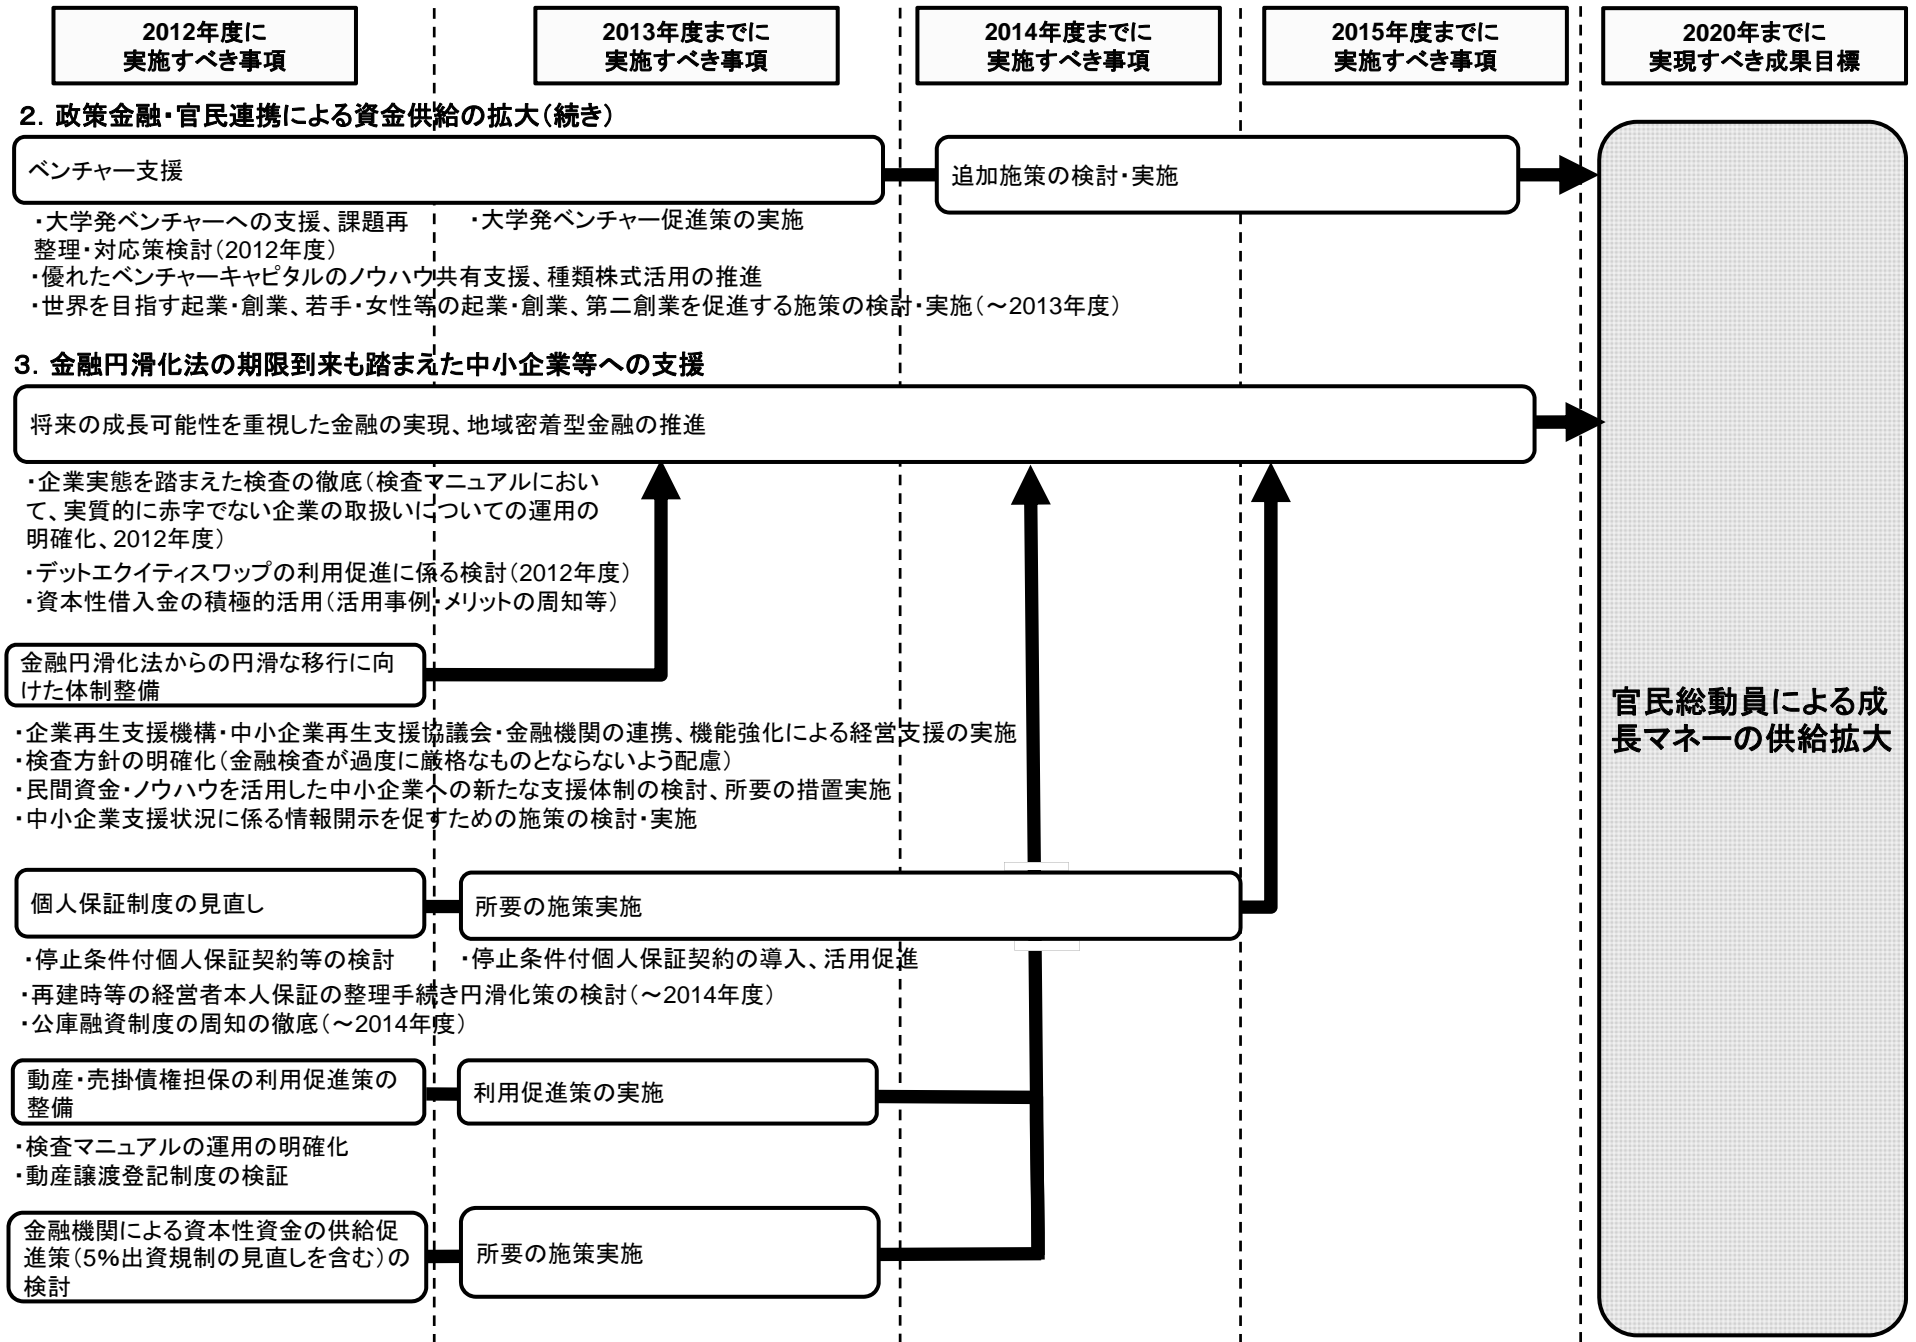 2012年度に
実施すべき事項
2013年度までに
実施すべき事項
2014年度までに
実施すべき事項
2015年度までに
実施すべき事項
2020年までに
実現すべき成果目標
２．政策金融・官民連携による資金供給の拡大（続き）
ベンチャー支援
追加施策の検討・実施
・大学発ベンチャーへの支援、課題再
整理・対応策検討（2012年度）
・大学発ベンチャー促進策の実施
・優れたベンチャーキャピタルのノウハウ共有支援、種類株式活用の推進
・世界を目指す起業・創業、若手・女性等の起業・創業、第二創業を促進する施策の検討・実施（～2013年度）
３．金融円滑化法の期限到来も踏まえた中小企業等への支援
将来の成長可能性を重視した金融の実現、地域密着型金融の推進
・企業実態を踏まえた検査の徹底（検査マニュアルにおい
て、実質的に赤字でない企業の取扱いについての運用の
明確化、2012年度）
・デットエクイティスワップの利用促進に係る検討（2012年度）
・資本性借入金の積極的活用（活用事例・メリットの周知等）
金融円滑化法からの円滑な移行に向
けた体制整備
・企業再生支援機構・中小企業再生支援協議会・金融機関の連携、機能強化による経営支援の実施
・検査方針の明確化（金融検査が過度に厳格なものとならないよう配慮）
・民間資金・ノウハウを活用した中小企業への新たな支援体制の検討、所要の措置実施
・中小企業支援状況に係る情報開示を促すための施策の検討・実施
官民総動員による成
長マネーの供給拡大
個人保証制度の見直し
所要の施策実施
・停止条件付個人保証契約等の検討
・停止条件付個人保証契約の導入、活用促進
・再建時等の経営者本人保証の整理手続き円滑化策の検討（～2014年度）
・公庫融資制度の周知の徹底（～2014年度）
動産・売掛債権担保の利用促進策の
整備
利用促進策の実施
・検査マニュアルの運用の明確化
・動産譲渡登記制度の検証
金融機関による資本性資金の供給促
進策（5%出資規制の見直しを含む）の
検討
所要の施策実施